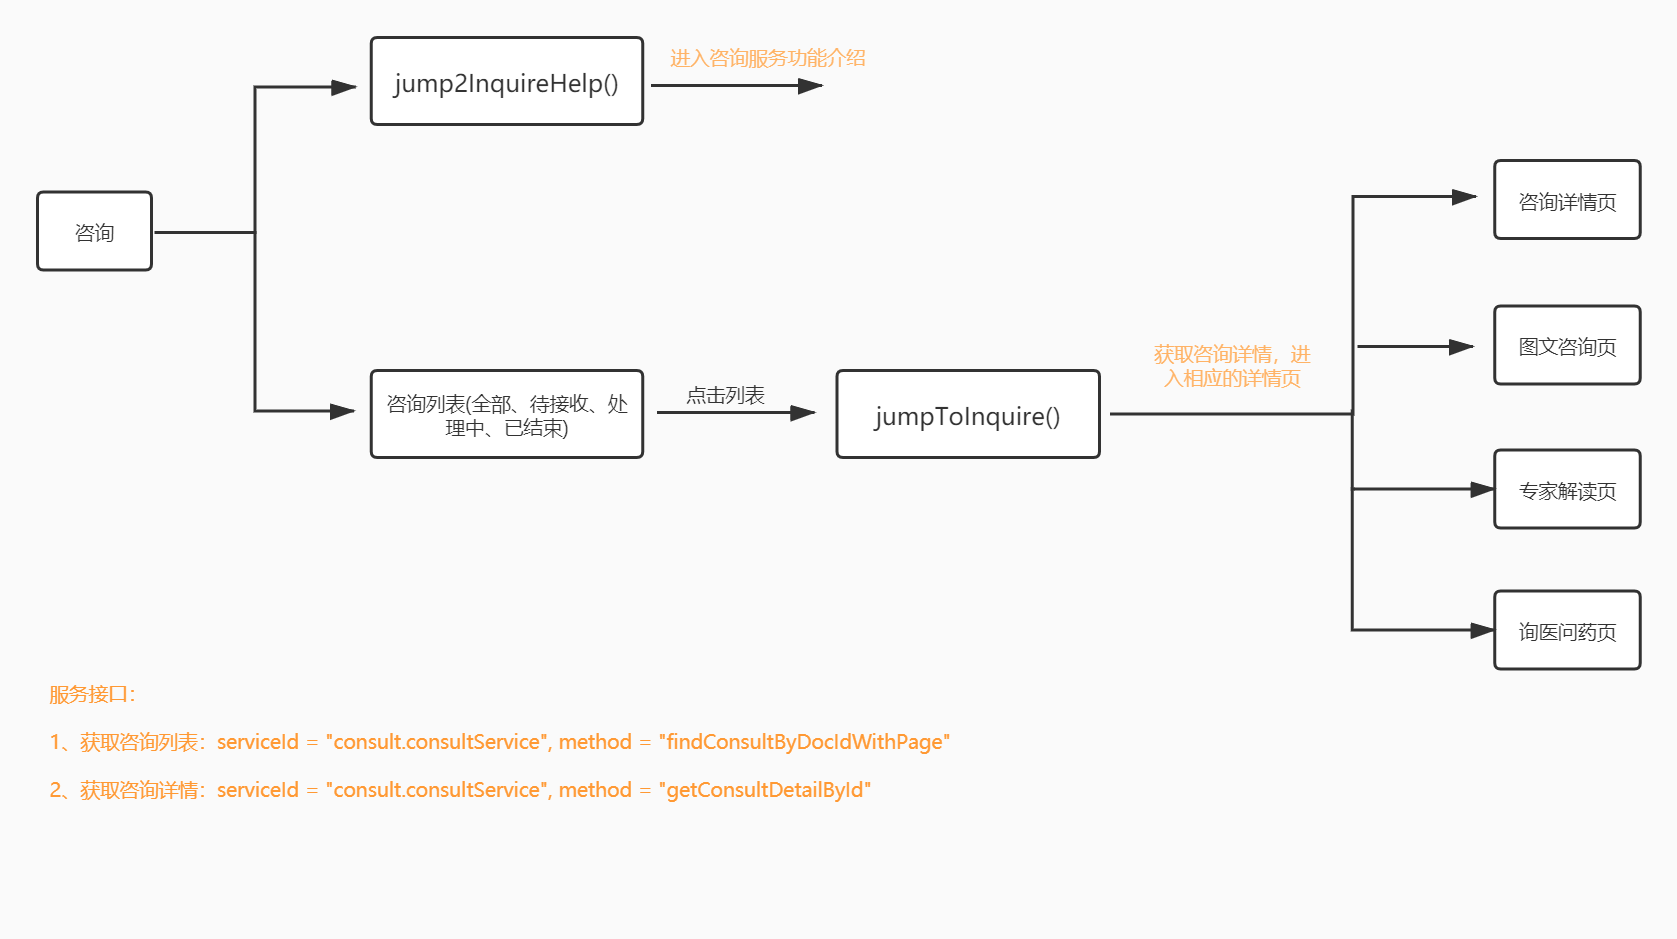 进入咨询服务功能介绍
jump2InquireHelp()
咨询
咨询详情页
图文咨询页
获取咨询详情，进
入相应的详情页
点击列表
咨询列表(全部、待接收、处
理中、已结束)
jumpToInquire()
专家解读页
询医问药页
服务接口：
1、获取咨询列表：serviceId = "consult.consultService", method = "findConsultByDocIdWithPage"
2、获取咨询详情：serviceId = "consult.consultService", method = "getConsultDetailById"